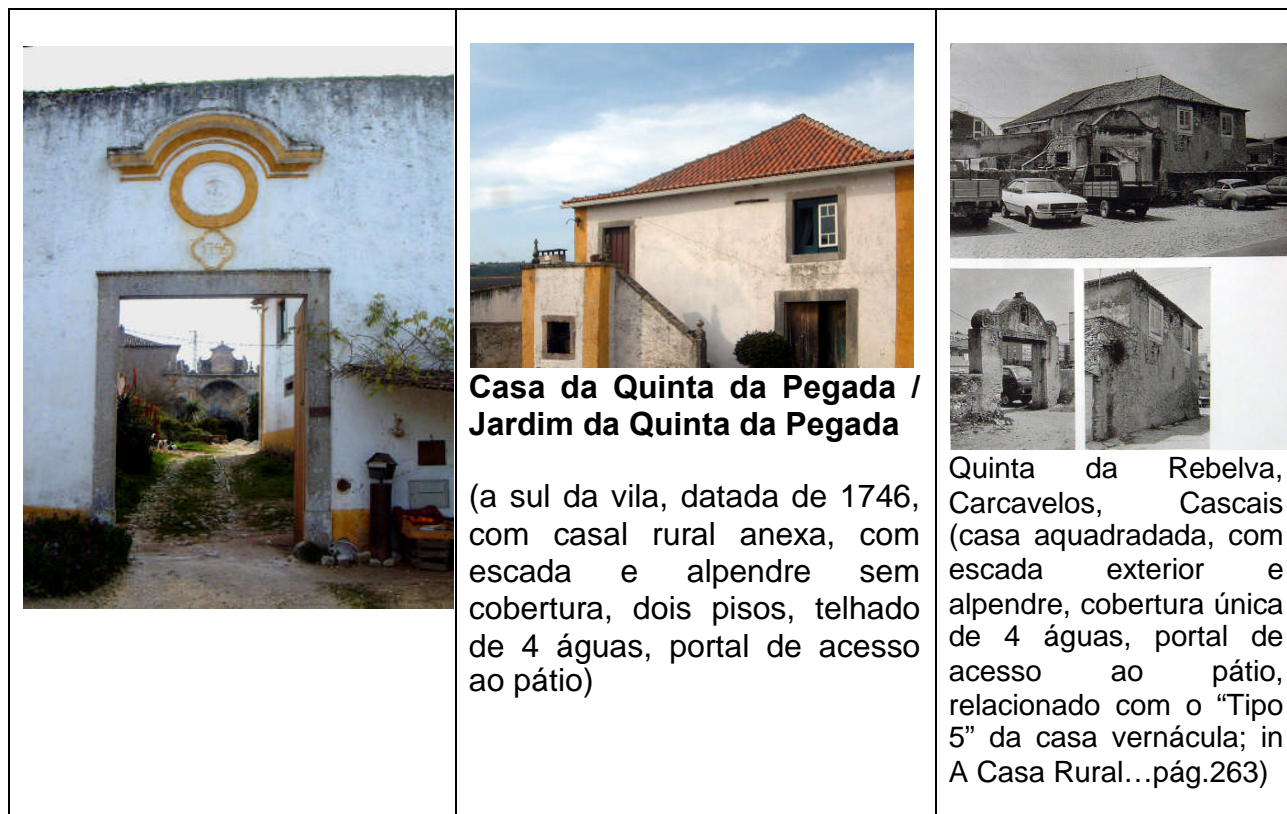 1746
Casa da Quinta da Pegada /
Jardim da Quinta da Pegada
(a sul da vila, datada de 1746,
com casal rural anexa, com
escada e alpendre sem
cobertura, dois pisos, telhado
de 4 águas, portal de acesso
ao pátio)
Quinta da Rebelva,
Carcavelos, Cascais
(casa aquadradada, com
escada exterior e
alpendre, cobertura única
de 4 águas, portal de
acesso ao pátio,
relacionado com o “Tipo
5” da casa vernácula; in
A Casa Rural…pág.263)